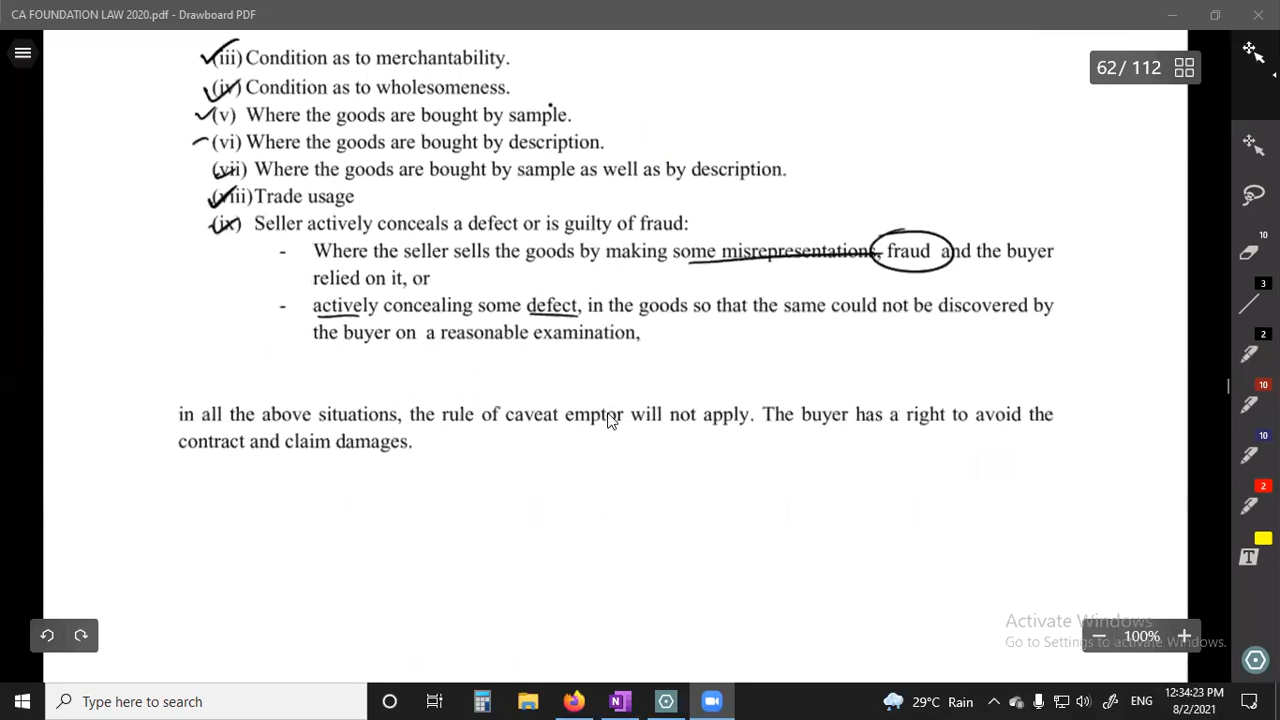 CA FOUNDATION LAW 2020.pdf - Drawboard PDF
(iii) Condition as to merchantability.
62 / 112
(iv) Condition as to wholesomeness.
(v) Where the goods are bought by sample.
(vi) Where the goods are bought by description.
(vii) Where the goods are bought by sample as well as by description.
(viii) Trade usage
(ix) Seller actively conceals a defect or is guilty of fraud:
- Where the seller sells the goods by making some misrepresentations, fraud and the buyer
relied on it, or
- actively concealing some defect, in the goods so that the same could not be discovered by
the buyer on a reasonable examination,
in all the above situations, the rule of caveat emptor will not apply. The buyer has a right to avoid the
contract and claim damages.
10
3
2
10
10
2
T
Activate Windows
Go to Settings to activate Windows.
100%
Type here to search
29°C Rain
ENG
12:34:23 PM
8/2/2021